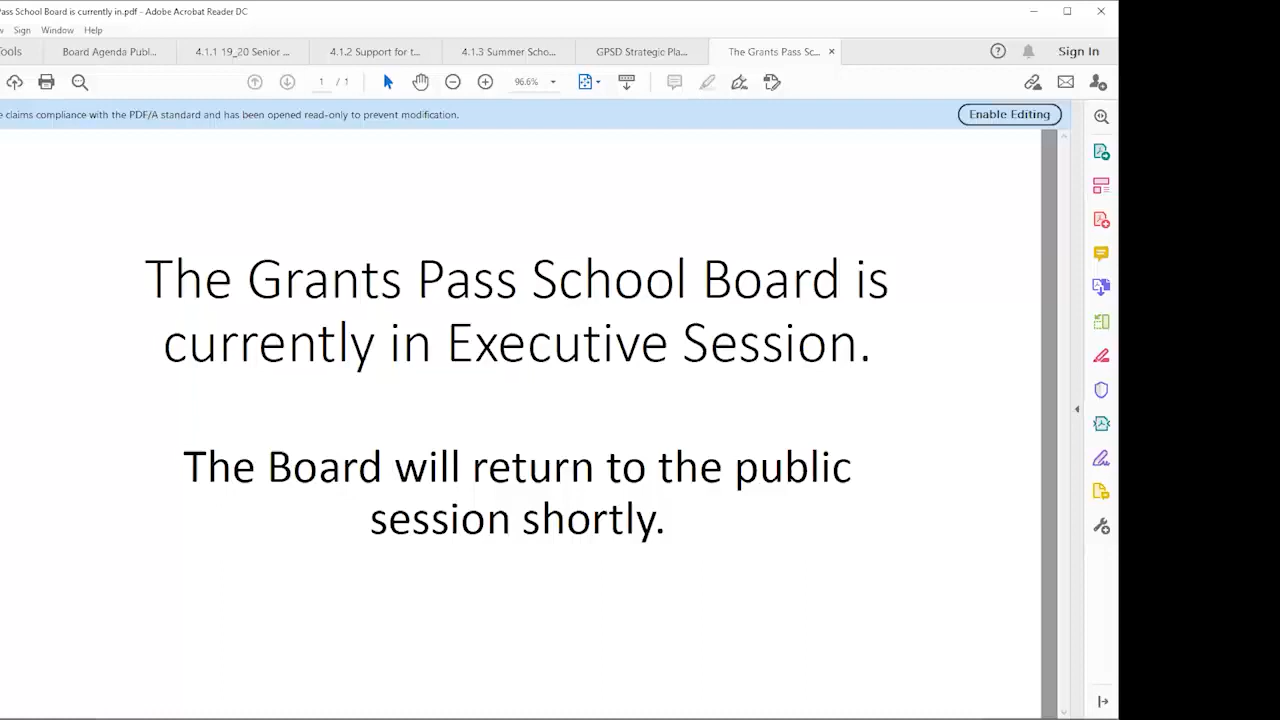 Pass School Board is currently in.pdf - Adobe Acrobat Reader DC
Sign Window Help
Board Agenda Publ... 4.1.1 19_20 Senior ... 4.1.2 Support for t... 4.1.3 Summer Scho... GPSD Strategic Pla... The Grants Pass Sc... × Sign In
1 / 1 96.6%
claims compliance with the PDF/A standard and has been opened read-only to prevent modification. Enable Editing
The Grants Pass School Board is
currently in Executive Session.
The Board will return to the public
session shortly.